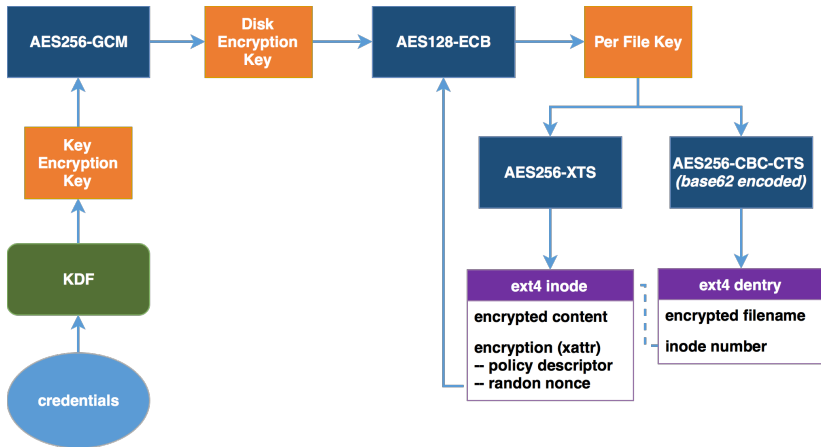 AES256-GCM
Disk
Encryption
Key
AES128-ECB
Per File Key
Key
Encryption
Key
AES256-XTS
AES256-CBC-CTS
(base62 encoded)
KDF
ext4 inode
encrypted content
encryption (xattr)
-- policy descriptor
-- randon nonce
ext4 dentry
encrypted filename
inode number
credentials